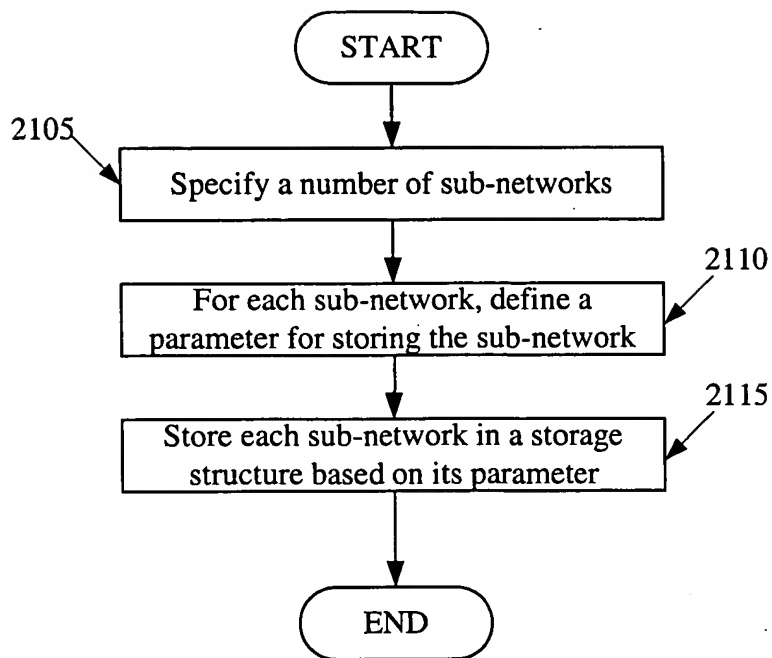 START
2105
Specify a number of sub-networks
2110
For each sub-network, define a
parameter for storing the sub-network
2115
Store each sub-network in a storage
structure based on its parameter
END